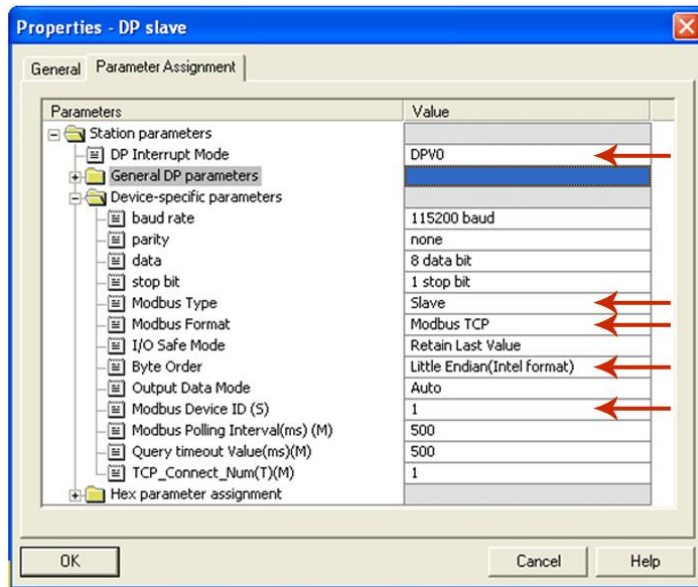 Properties - DP slave
General Parameter Assignment
Parameters Value
Station parameters
DP Interrupt Mode DPV0
General DP parameters
Device-specific parameters
baud rate 115200 baud
parity none
data 8 data bit
stop bit 1 stop bit
Modbus Type Slave
Modbus Format Modbus TCP
I/O Safe Mode Retain Last Value
Byte Order Little Endian(Intel format)
Output Data Mode Auto
Modbus Device ID (S) 1
Modbus Polling Interval(ms) (M) 500
Query timeout Value(ms)(M) 500
TCP_Connect_Num(T)(M) 1
Hex parameter assignment
OK Cancel Help